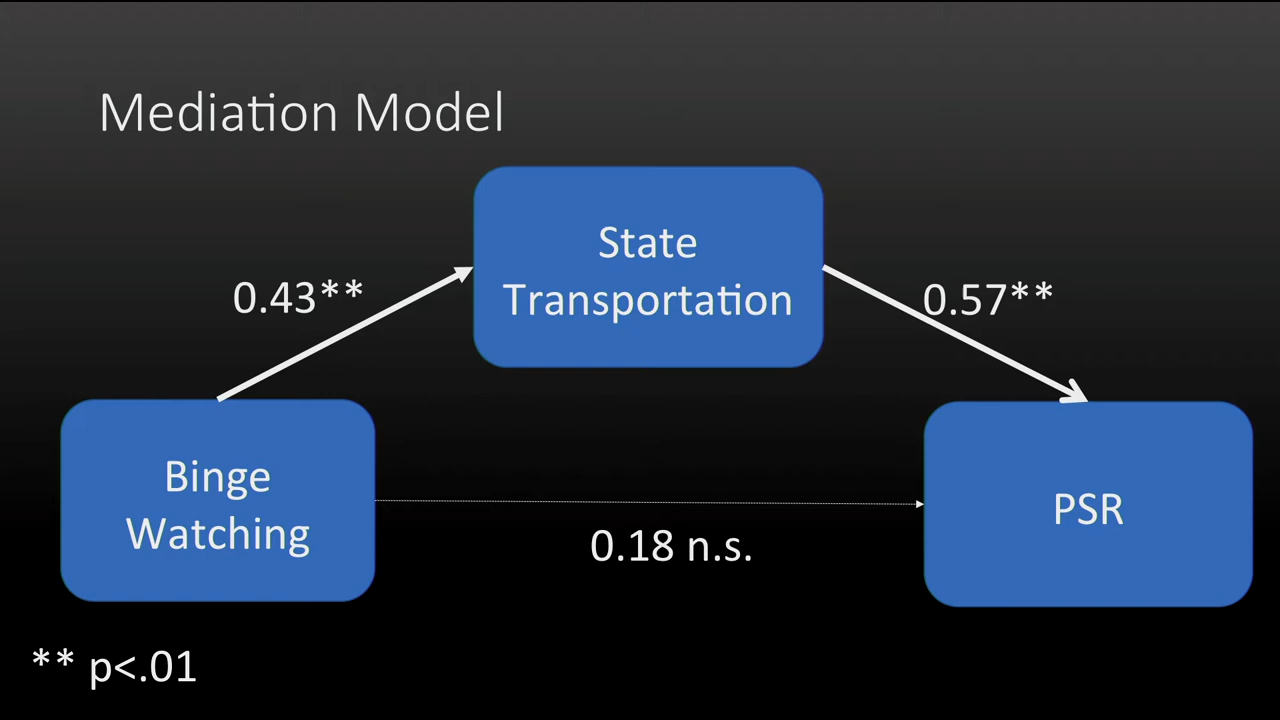 Mediation Model
State
Transportation
0.43**
0.57**
Binge
Watching
PSR
0.18 n.s.
** p<.01